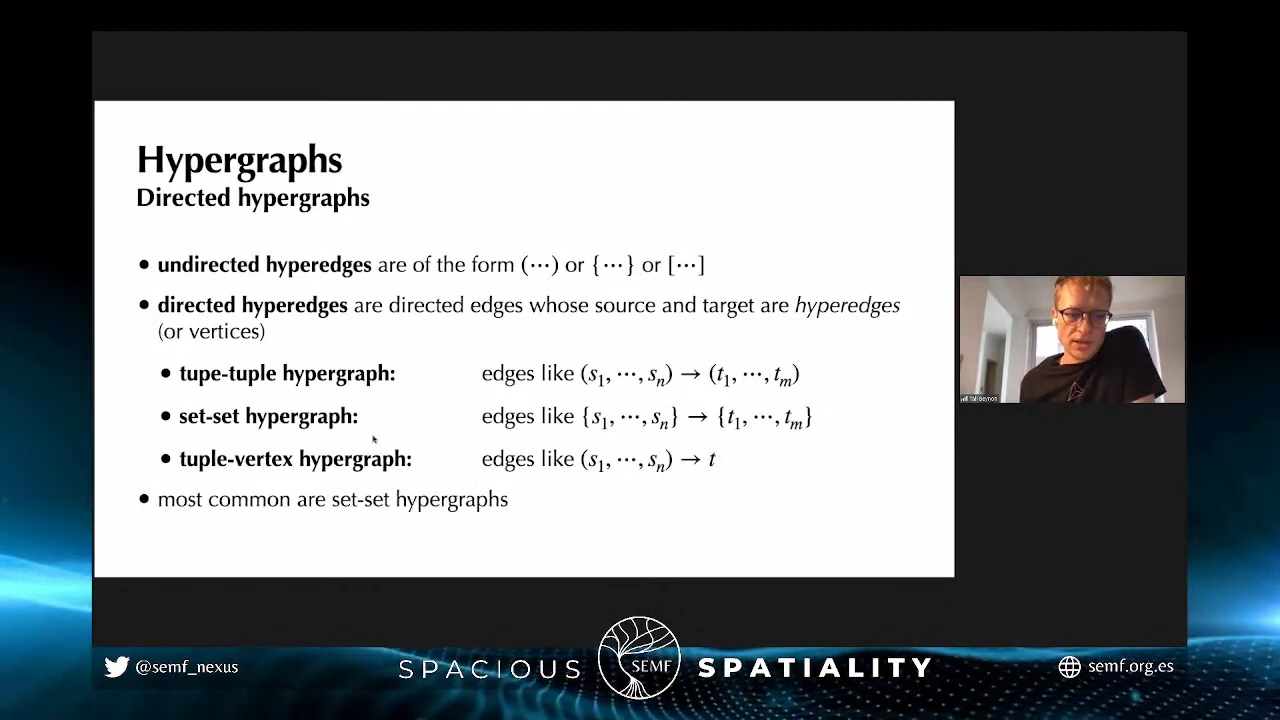 Hypergraphs
Directed hypergraphs
• undirected hyperedges are of the form (⋯) or {⋯} or [⋯]
• directed hyperedges are directed edges whose source and target are hyperedges
(or vertices)
• tupe-tuple hypergraph: edges like (s₁, ⋯, sₙ) → (t₁, ⋯, tₘ)
• set-set hypergraph: edges like {s₁, ⋯, sₙ} → {t₁, ⋯, tₘ}
• tuple-vertex hypergraph: edges like (s₁, ⋯, sₙ) → t
• most common are set-set hypergraphs
Tali Beynon
@semf_nexus
SPACIOUS SEMF SPATIALITY
semf.org.es